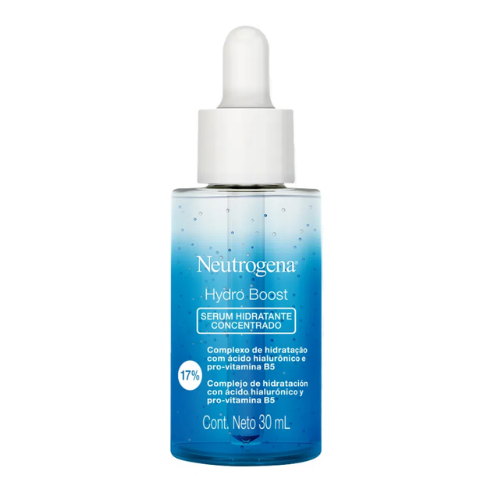 Neutrogena®
Hydro Boost
SERUM HIDRATANTE
CONCENTRADO
17%
Complexo de hidratação
com ácido hialurônico e
pro-vitamina B5
Complejo de hidratación
con ácido hialurónico y
pro-vitamina B5
Cont. Neto 30 mL